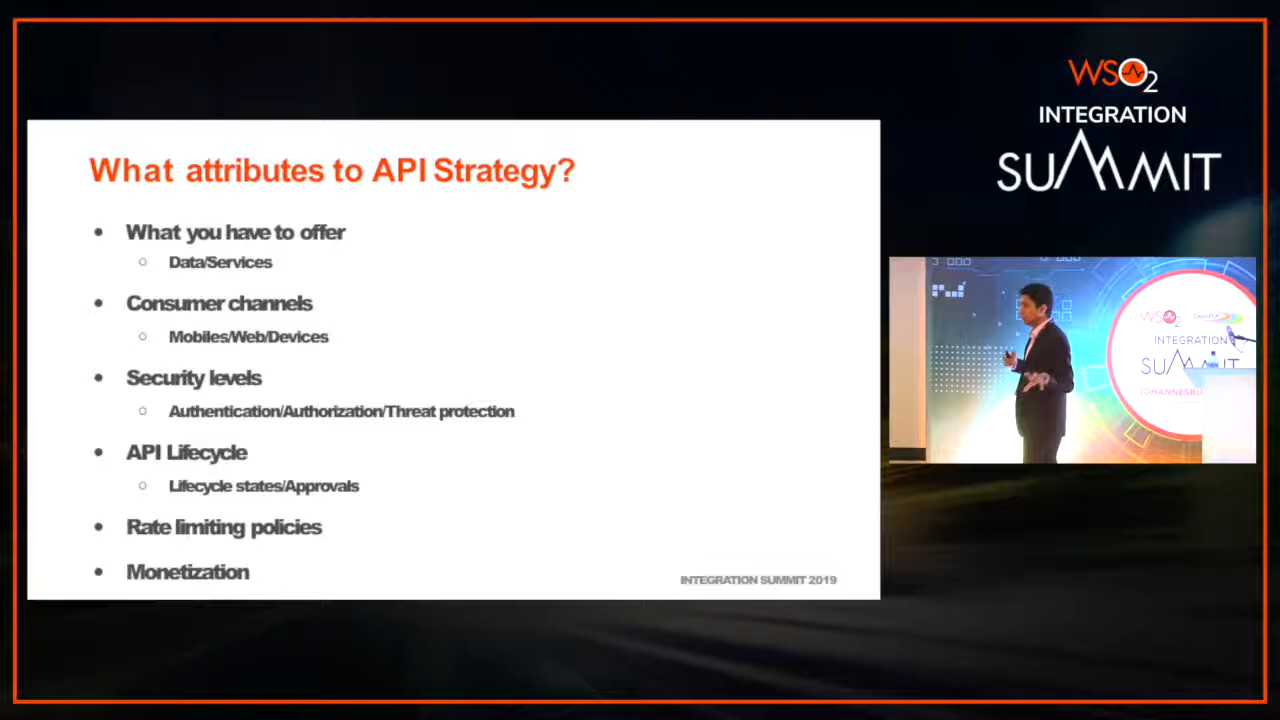 WSO2
INTEGRATION
SUMMIT
What attributes to API Strategy?
• What you have to offer
○ Data/Services
• Consumer channels
○ Mobiles/Web/Devices
• Security levels
○ Authentication/Authorization/Threat protection
• API Lifecycle
○ Lifecycle states/Approvals
• Rate limiting policies
• Monetization
INTEGRATION SUMMIT 2019
WSO2
INTEGRATION
SUMMIT